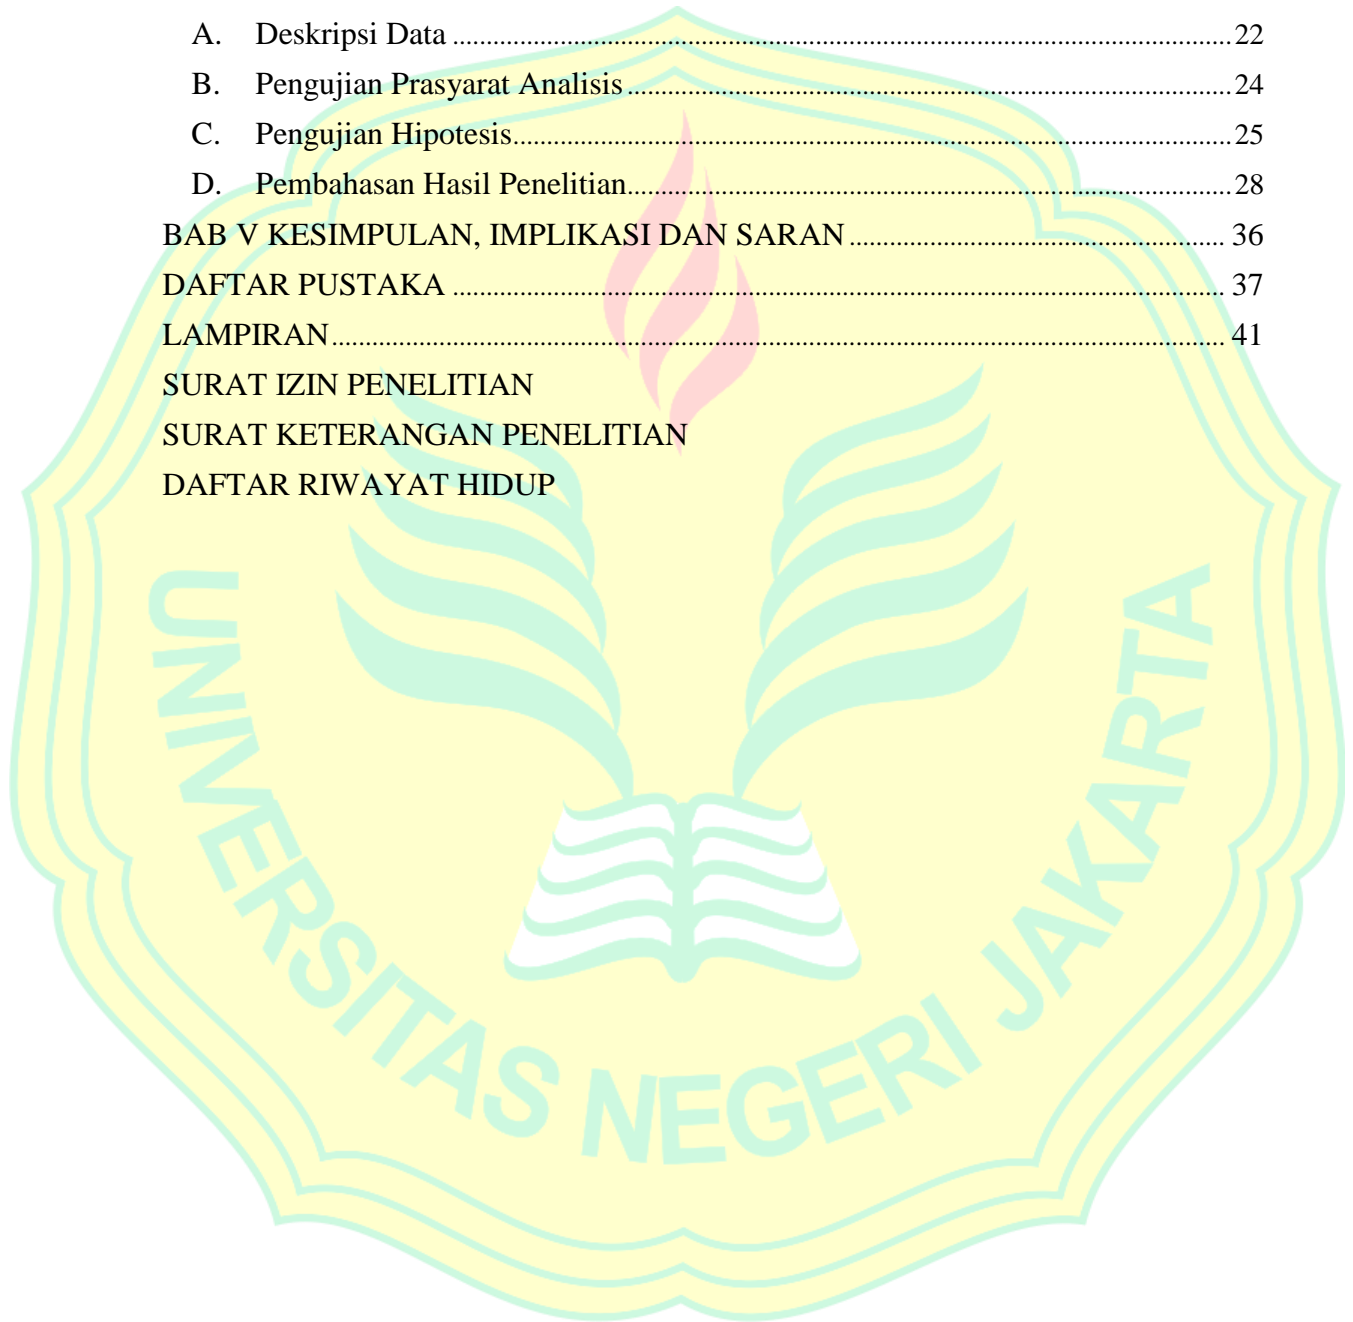 A. Deskripsi Data ........ 22
B. Pengujian Prasyarat Analisis ........ 24
C. Pengujian Hipotesis ........ 25
D. Pembahasan Hasil Penelitian ........ 28
BAB V KESIMPULAN, IMPLIKASI DAN SARAN ........ 36
DAFTAR PUSTAKA ........ 37
LAMPIRAN ........ 41
SURAT IZIN PENELITIAN
SURAT KETERANGAN PENELITIAN
DAFTAR RIWAYAT HIDUP
UNIVERSITAS NEGERI JAKARTA